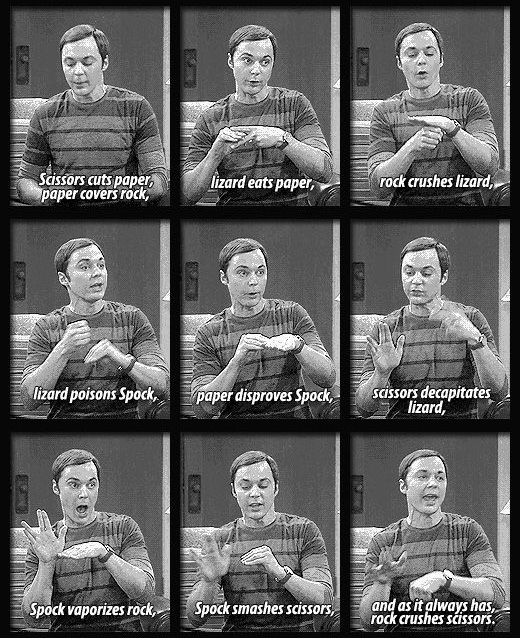 Scissors cuts paper,
paper covers rock,
lizard eats paper,
rock crushes lizard,
lizard poisons Spock,
paper disproves Spock,
scissors decapitates
lizard,
Spock vaporizes rock,
Spock smashes scissors,
and as it always has,
rock crushes scissors.